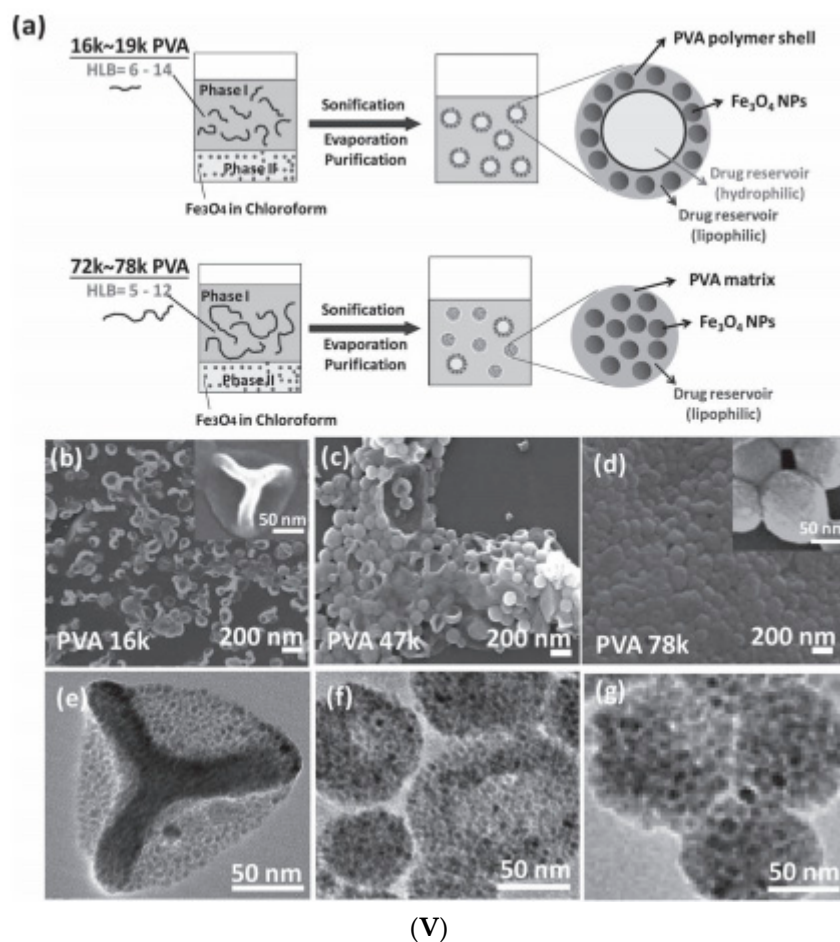 (a)
16k~19k PVA
HLB= 6 - 14
Phase I
Phase II
Fe3O4 in Chloroform
Sonification
Evaporation
Purification
PVA polymer shell
Fe₃O₄ NPs
Drug reservoir
(hydrophilic)
Drug reservoir
(lipophilic)
72k~78k PVA
HLB= 5 - 12
Phase I
Phase II
Fe3O4 in Chloroform
Sonification
Evaporation
Purification
PVA matrix
Fe₃O₄ NPs
Drug reservoir
(lipophilic)
(b)
50 nm
PVA 16k
200 nm
(c)
PVA 47k
200 nm
(d)
50 nm
PVA 78k
200 nm
(e)
50 nm
(f)
50 nm
(g)
50 nm
(V)